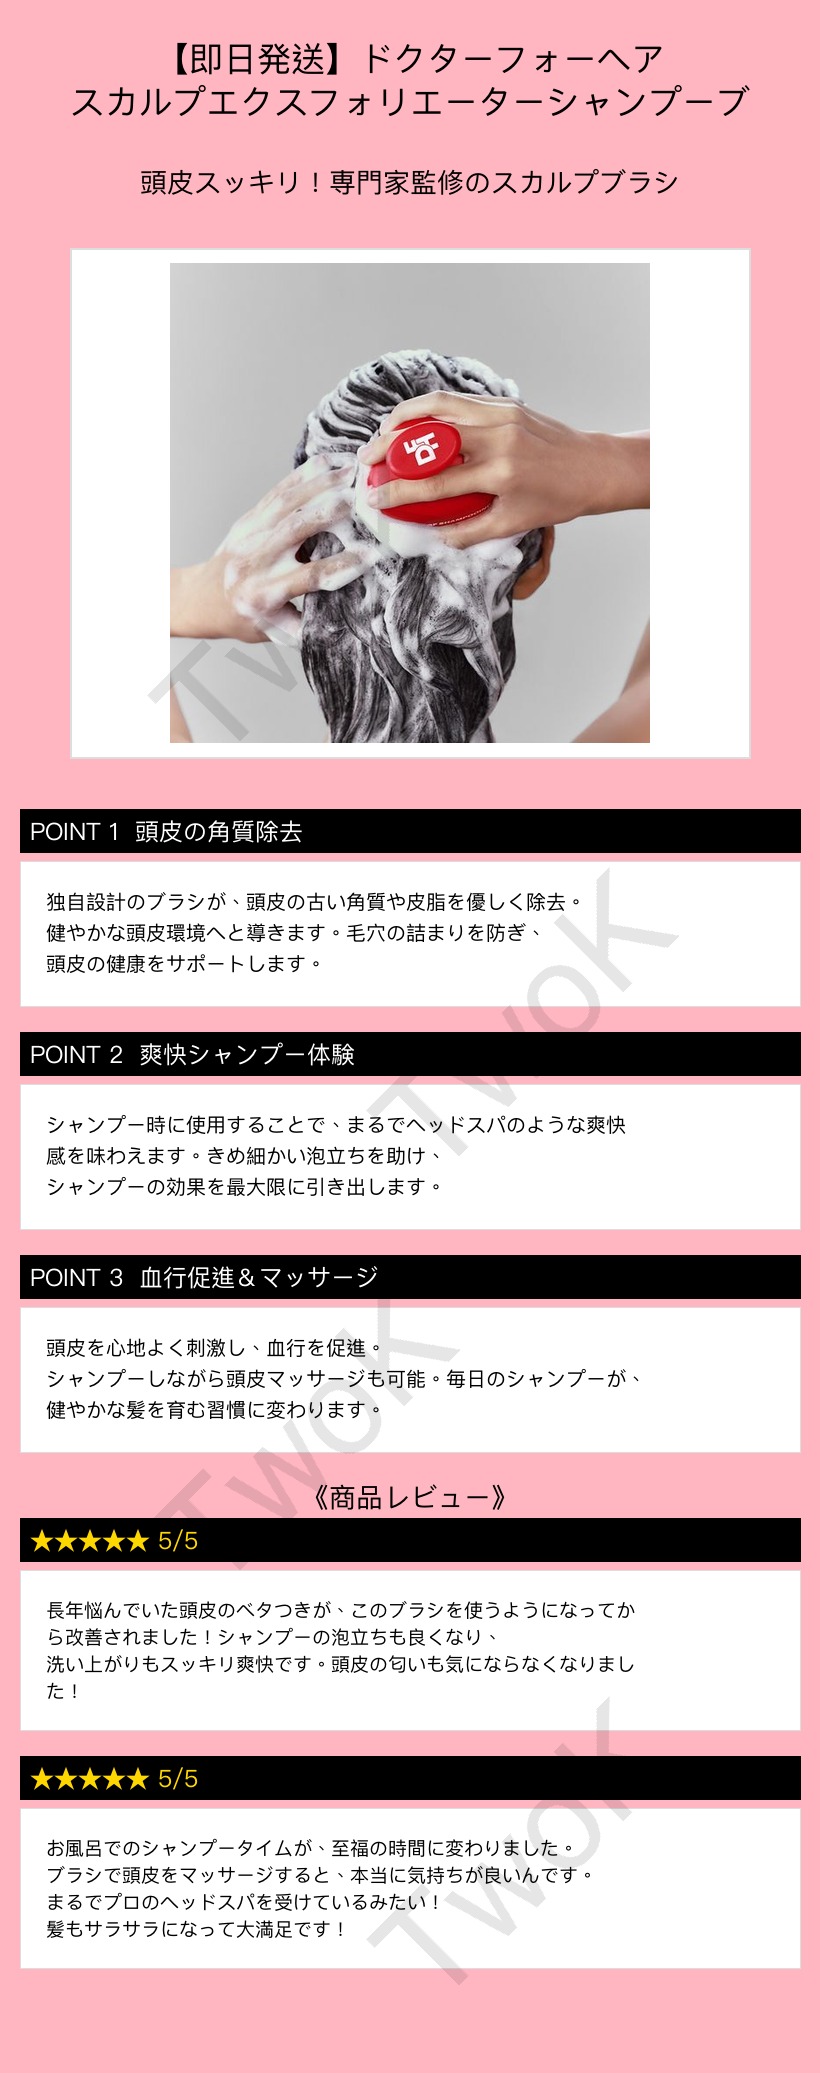 【即日発送】ドクターフォーヘア
スカルプエクスフォリエーターシャンプーブ
頭皮スッキリ！専門家監修のスカルプブラシ
POINT 1 頭皮の角質除去
独自設計のブラシが、頭皮の古い角質や皮脂を優しく除去。
健やかな頭皮環境へと導きます。毛穴の詰まりを防ぎ、
頭皮の健康をサポートします。
POINT 2 爽快シャンプー体験
シャンプー時に使用することで、まるでヘッドスパのような爽快
感を味わえます。きめ細かい泡立ちを助け、
シャンプーの効果を最大限に引き出します。
POINT 3 血行促進＆マッサージ
頭皮を心地よく刺激し、血行を促進。
シャンプーしながら頭皮マッサージも可能。毎日のシャンプーが、
健やかな髪を育む習慣に変わります。
《商品レビュー》
★★★★★ 5/5
長年悩んでいた頭皮のベタつきが、このブラシを使うようになってか
ら改善されました！シャンプーの泡立ちも良くなり、
洗い上がりもスッキリ爽快です。頭皮の匂いも気にならなくなりまし
た！
★★★★★ 5/5
お風呂でのシャンプータイムが、至福の時間に変わりました。
ブラシで頭皮をマッサージすると、本当に気持ちが良いんです。
まるでプロのヘッドスパを受けているみたい！
髪もサラサラになって大満足です！
TwoK
TwoK
TwoK
TwoK